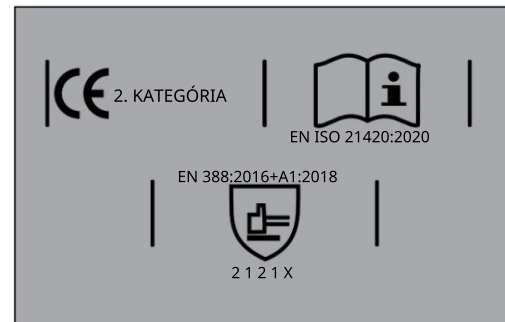 CE 2. KATEGÓRIA
i
EN ISO 21420:2020
EN 388:2016+A1:2018
2 1 2 1 X